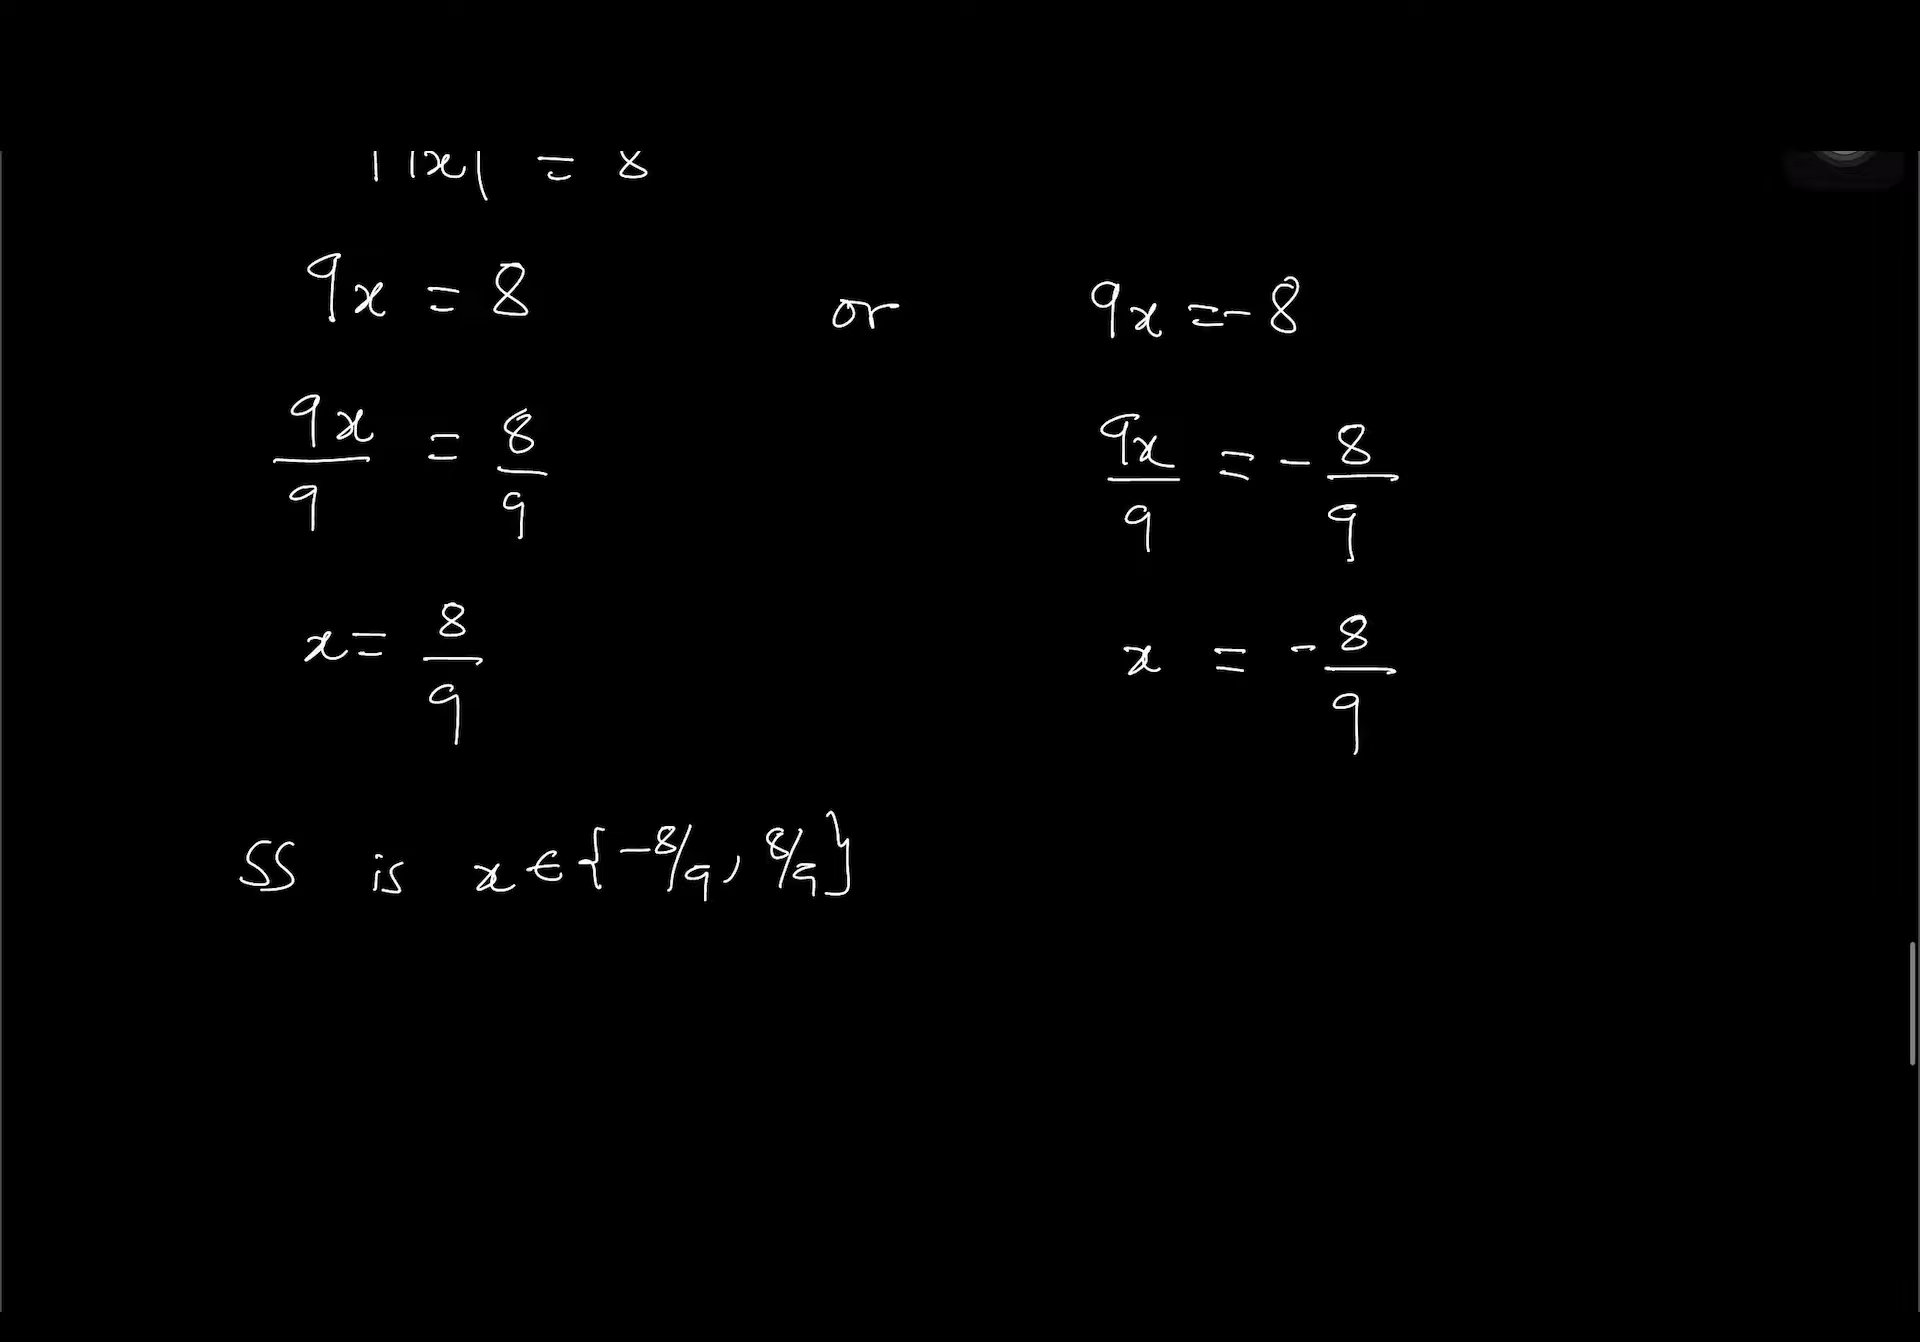 9x = 8 or 9x = -8
9x/9 = 8/9 9x/9 = -8/9
x = 8/9 x = -8/9
SS is x ∈ {-8/9, 8/9}